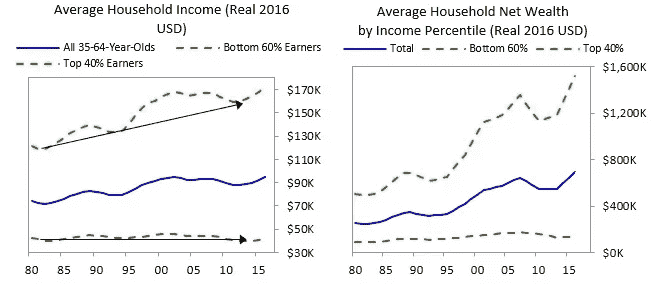 Average Household Income (Real 2016
USD)
All 35-64-Year-Olds
Bottom 60% Earners
Top 40% Earners
$170K
$150K
$130K
$110K
$90K
$70K
$50K
$30K
80 85 90 95 00 05 10 15
Average Household Net Wealth
by Income Percentile (Real 2016 USD)
Total
Bottom 60%
Top 40%
$1,600K
$1,200K
$800K
$400K
$0K
80 85 90 95 00 05 10 15